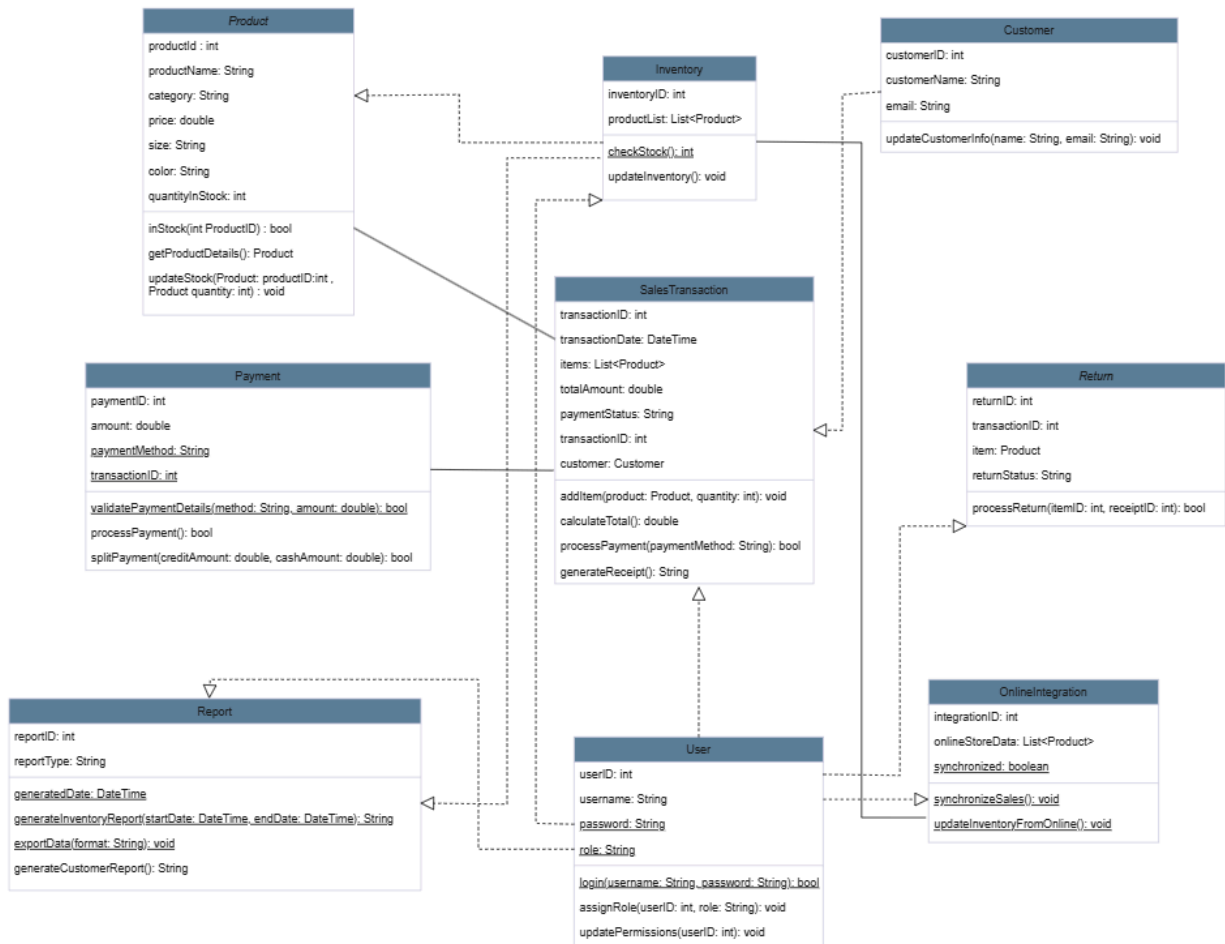 Product
productId : int
productName: String
category: String
price: double
size: String
color: String
quantityInStock: int
inStock(int ProductID) : bool
getProductDetails(): Product
updateStock(Product: productID:int ,
Product quantity: int) : void
Inventory
inventoryID: int
productList: List<Product>
checkStock(): int
updateInventory(): void
Customer
customerID: int
customerName: String
email: String
updateCustomerInfo(name: String, email: String): void
SalesTransaction
transactionID: int
transactionDate: DateTime
items: List<Product>
totalAmount: double
paymentStatus: String
transactionID: int
customer: Customer
addItem(product: Product, quantity: int): void
calculateTotal(): double
processPayment(paymentMethod: String): bool
generateReceipt(): String
Payment
paymentID: int
amount: double
paymentMethod: String
transactionID: int
validatePaymentDetails(method: String, amount: double): bool
processPayment(): bool
splitPayment(creditAmount: double, cashAmount: double): bool
Return
returnID: int
transactionID: int
item: Product
returnStatus: String
processReturn(itemID: int, receiptID: int): bool
Report
reportID: int
reportType: String
generatedDate: DateTime
generateInventoryReport(startDate: DateTime, endDate: DateTime): String
exportData(format: String): void
generateCustomerReport(): String
User
userID: int
username: String
password: String
role: String
login(username: String, password: String): bool
assignRole(userID: int, role: String): void
updatePermissions(userID: int): void
OnlineIntegration
integrationID: int
onlineStoreData: List<Product>
synchronized: boolean
synchronizeSales(): void
updateInventoryFromOnline(): void